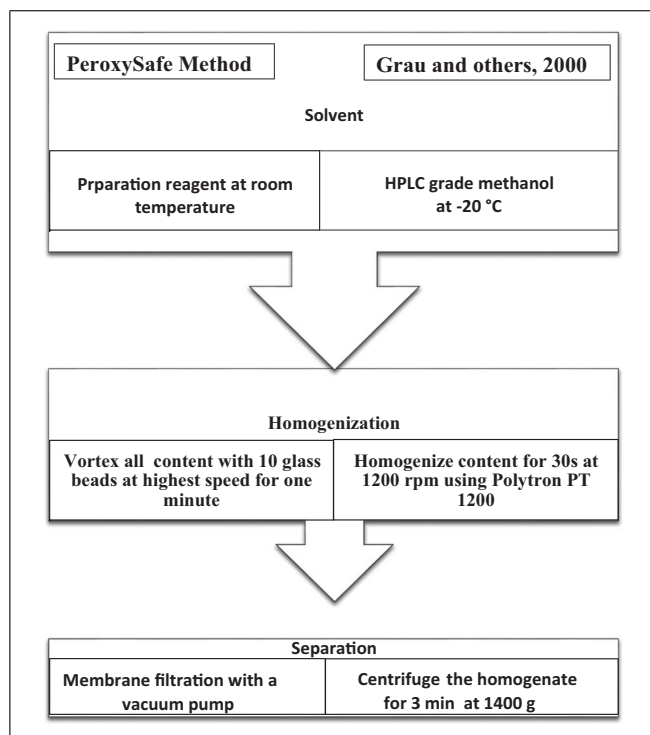 PeroxySafe Method
Grau and others, 2000
Solvent
Prparation reagent at room
temperature
HPLC grade methanol
at -20 °C
Homogenization
Vortex all content with 10 glass
beads at highest speed for one
minute
Homogenize content for 30s at
1200 rpm using Polytron PT
1200
Separation
Membrane filtration with a
vacuum pump
Centrifuge the homogenate
for 3 min at 1400 g